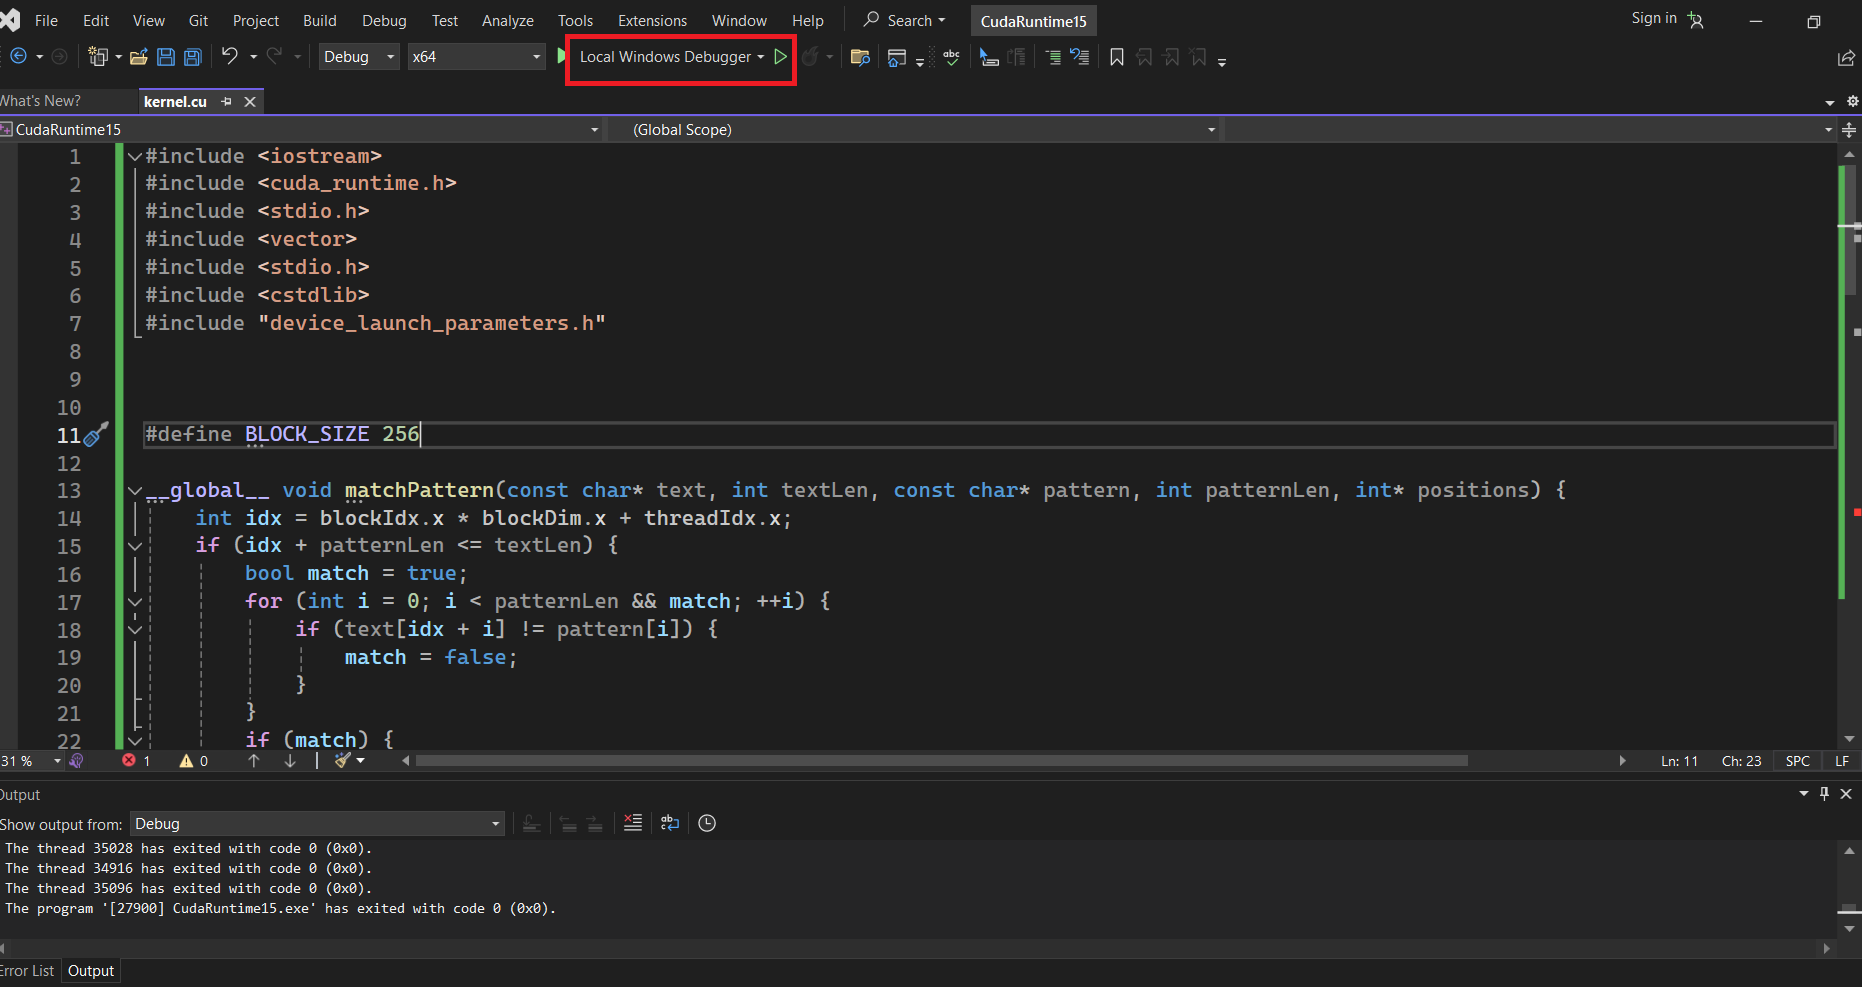 File Edit View Git Project Build Debug Test Analyze Tools Extensions Window Help Search CudaRuntime15 Sign in
Debug x64 Local Windows Debugger abc
What's New? kernel.cu
CudaRuntime15 (Global Scope)
1 #include <iostream>
2 #include <cuda_runtime.h>
3 #include <stdio.h>
4 #include <vector>
5 #include <stdio.h>
6 #include <cstdlib>
7 #include "device_launch_parameters.h"
8
9
10
11 #define BLOCK_SIZE 256
12
13 __global__ void matchPattern(const char* text, int textLen, const char* pattern, int patternLen, int* positions) {
14 int idx = blockIdx.x * blockDim.x + threadIdx.x;
15 if (idx + patternLen <= textLen) {
16 bool match = true;
17 for (int i = 0; i < patternLen && match; ++i) {
18 if (text[idx + i] != pattern[i]) {
19 match = false;
20 }
21 }
22 if (match) {
31 % 1 0 Ln: 11 Ch: 23 SPC LF
Output
Show output from: Debug
The thread 35028 has exited with code 0 (0x0).
The thread 34916 has exited with code 0 (0x0).
The thread 35096 has exited with code 0 (0x0).
The program '[27900] CudaRuntime15.exe' has exited with code 0 (0x0).
Error List Output